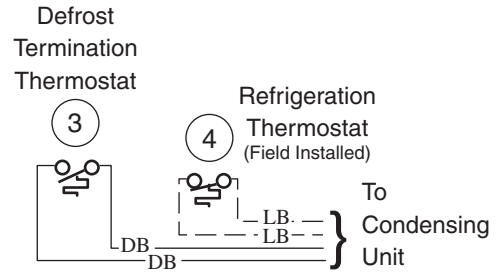 Defrost
Termination
Thermostat
3
Refrigeration
Thermostat
(Field Installed)
4
To
Condensing
Unit
LB
LB
DB
DB